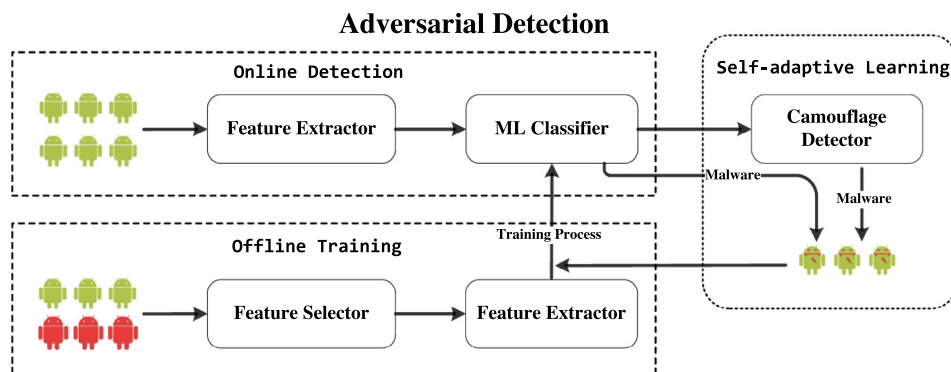 Adversarial Detection
Online Detection
Feature Extractor
ML Classifier
Self-adaptive Learning
Camouflage
Detector
Malware
Malware
Training Process
Offline Training
Feature Selector
Feature Extractor